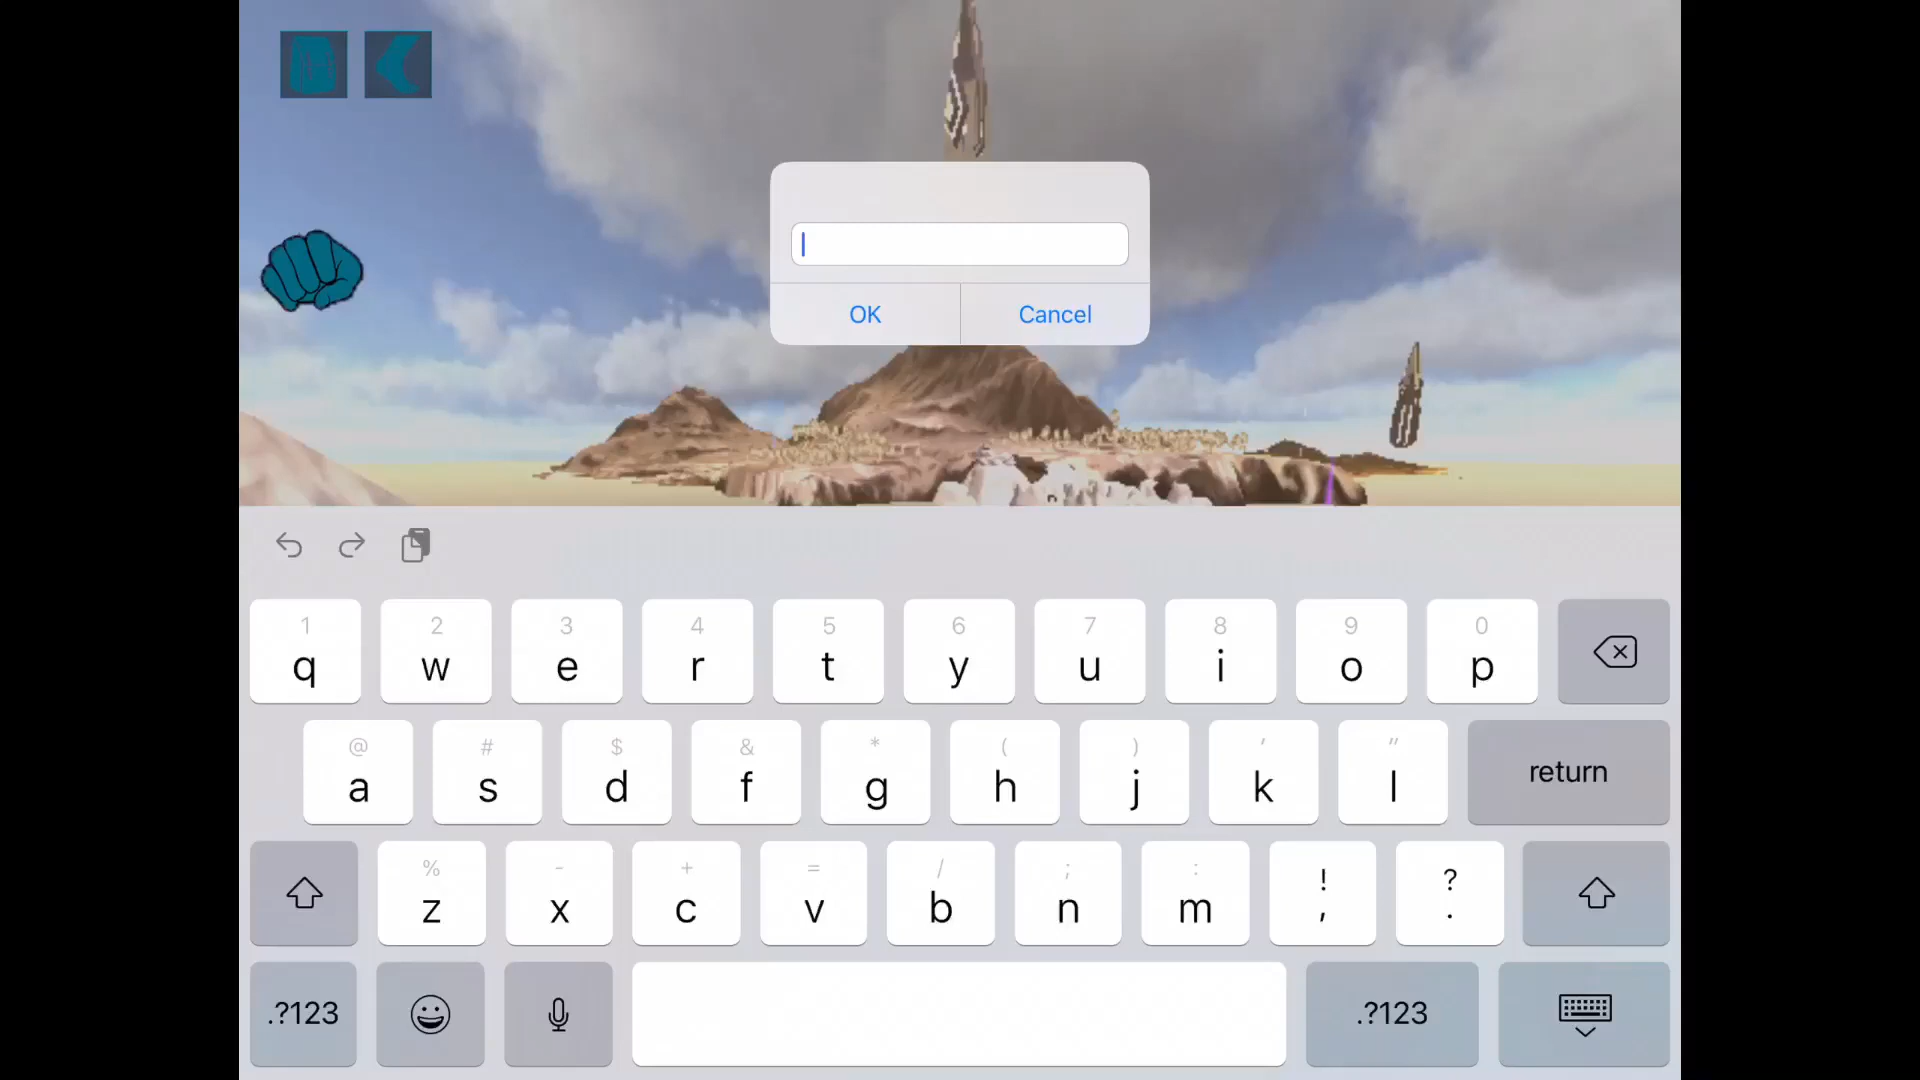 OK Cancel
1 2 3 4 5 6 7 8 9 0
q w e r t y u i o p
@ # $ & * ( ) ' "
a s d f g h j k l return
% - + = / ; : ! ?
z x c v b n m , .
.?123 .?123